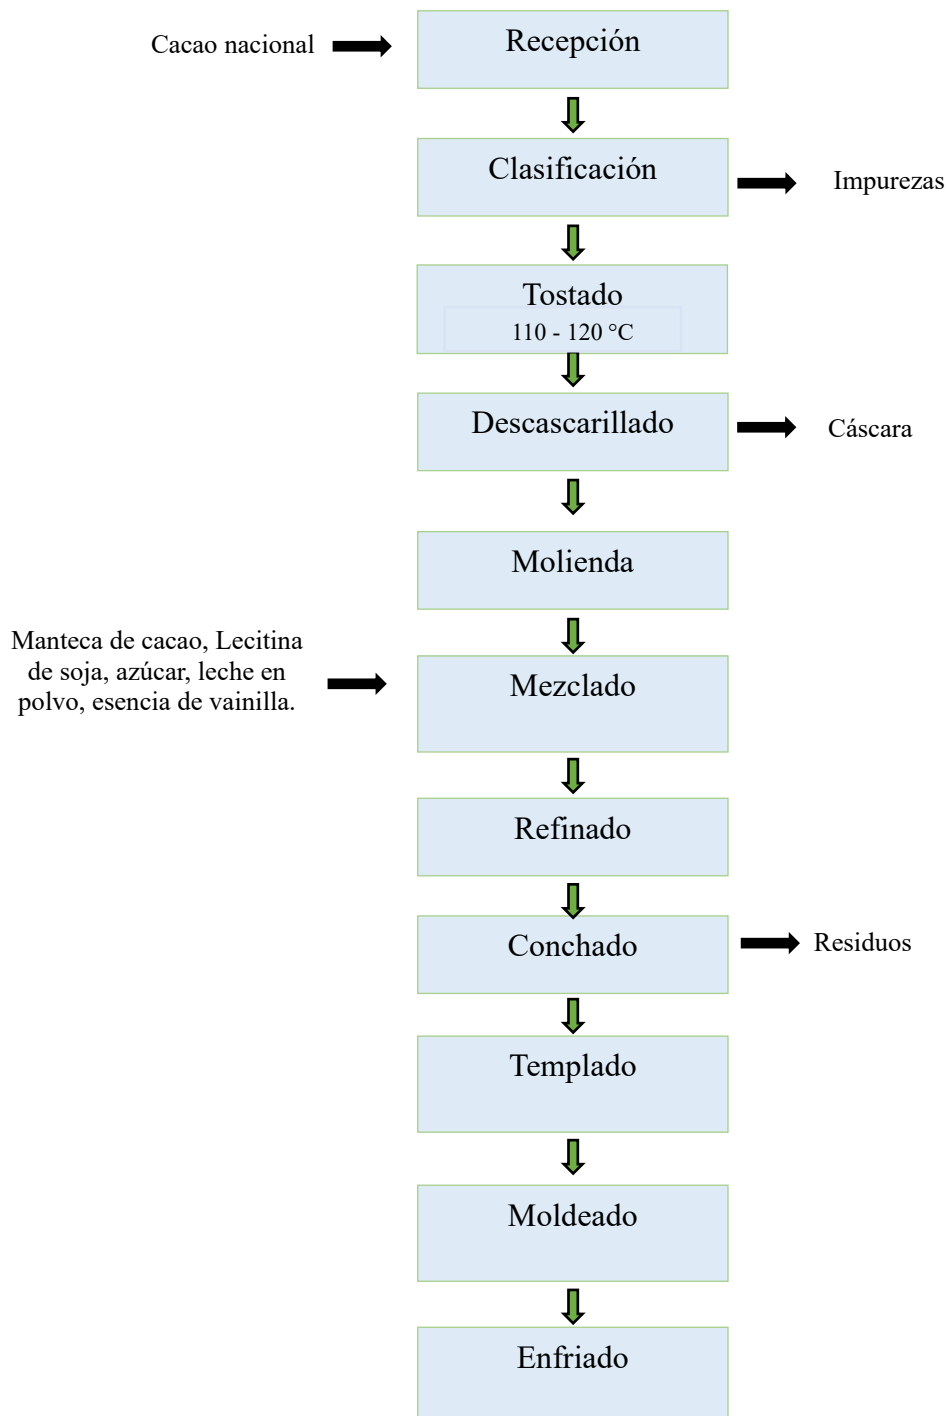 Cacao nacional
Recepción
Clasificación
Impurezas
Tostado
110 - 120 °C
Descascarillado
Cáscara
Molienda
Manteca de cacao, Lecitina
de soja, azúcar, leche en
polvo, esencia de vainilla.
Mezclado
Refinado
Conchado
Residuos
Templado
Moldeado
Enfriado